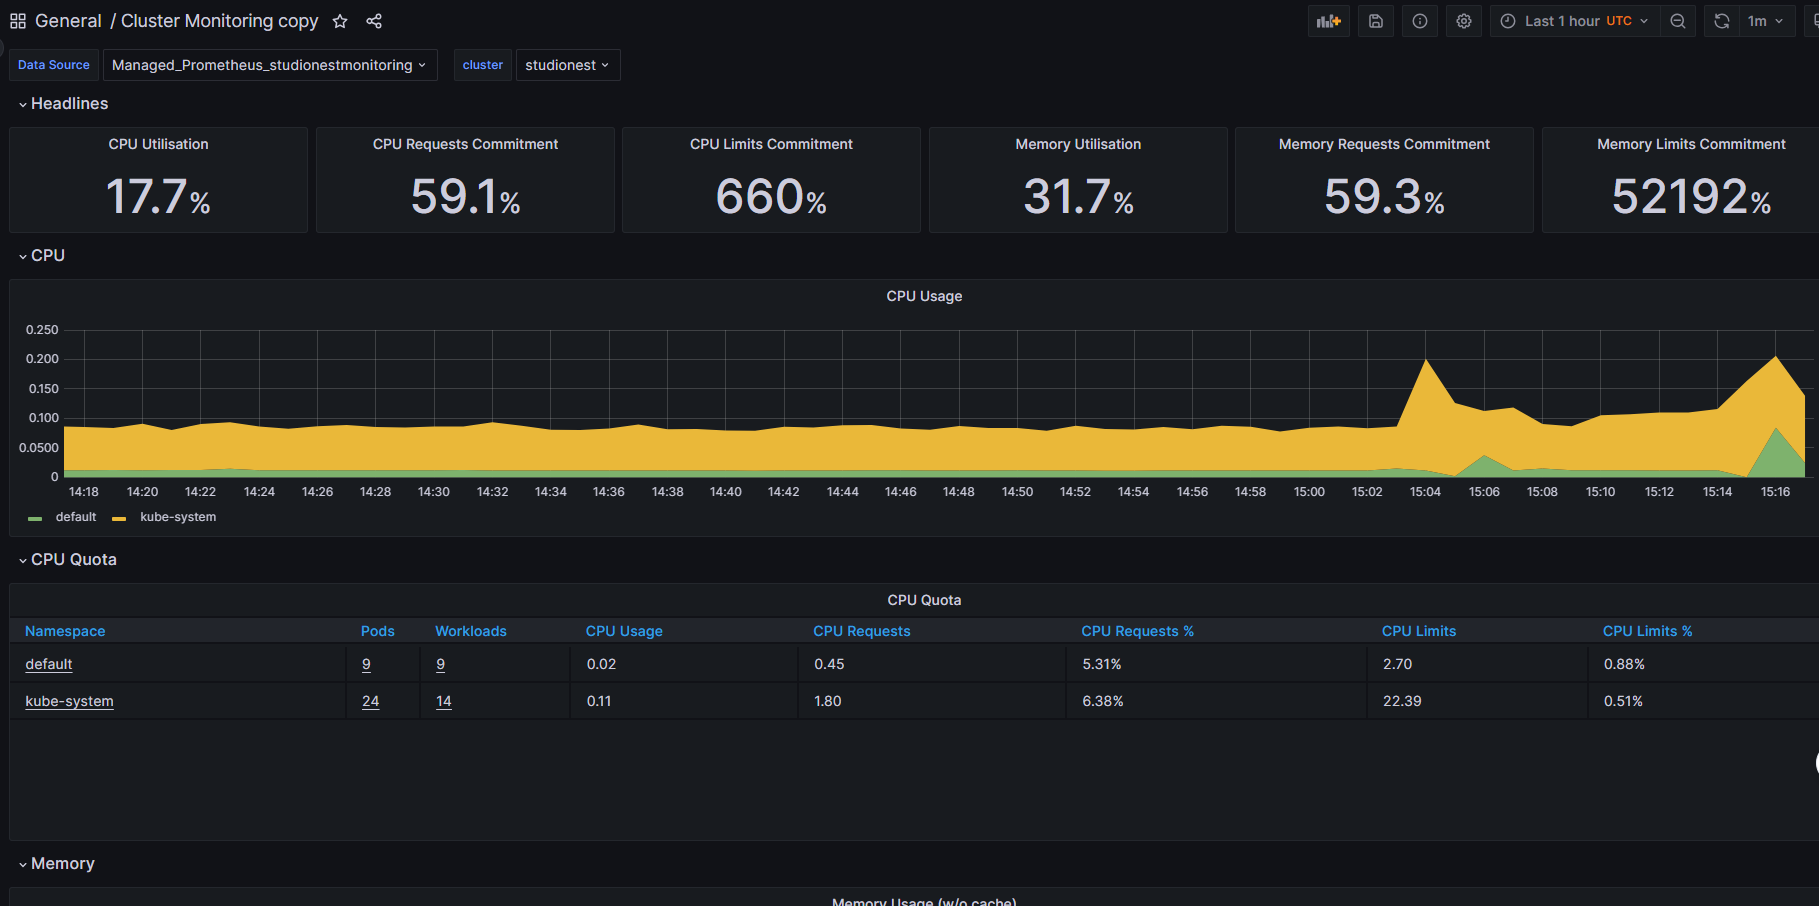 General / Cluster Monitoring copy
Last 1 hour UTC
1m
Data Source Managed_Prometheus_studionestmonitoring cluster studionest
Headlines
CPU Utilisation
17.7%
CPU Requests Commitment
59.1%
CPU Limits Commitment
660%
Memory Utilisation
31.7%
Memory Requests Commitment
59.3%
Memory Limits Commitment
52192%
CPU
CPU Usage
0.250
0.200
0.150
0.100
0.0500
0
14:18 14:20 14:22 14:24 14:26 14:28 14:30 14:32 14:34 14:36 14:38 14:40 14:42 14:44 14:46 14:48 14:50 14:52 14:54 14:56 14:58 15:00 15:02 15:04 15:06 15:08 15:10 15:12 15:14 15:16
default kube-system
CPU Quota
CPU Quota
Namespace Pods Workloads CPU Usage CPU Requests CPU Requests % CPU Limits CPU Limits %
default 9 9 0.02 0.45 5.31% 2.70 0.88%
kube-system 24 14 0.11 1.80 6.38% 22.39 0.51%
Memory
Memory Usage (w/o cache)